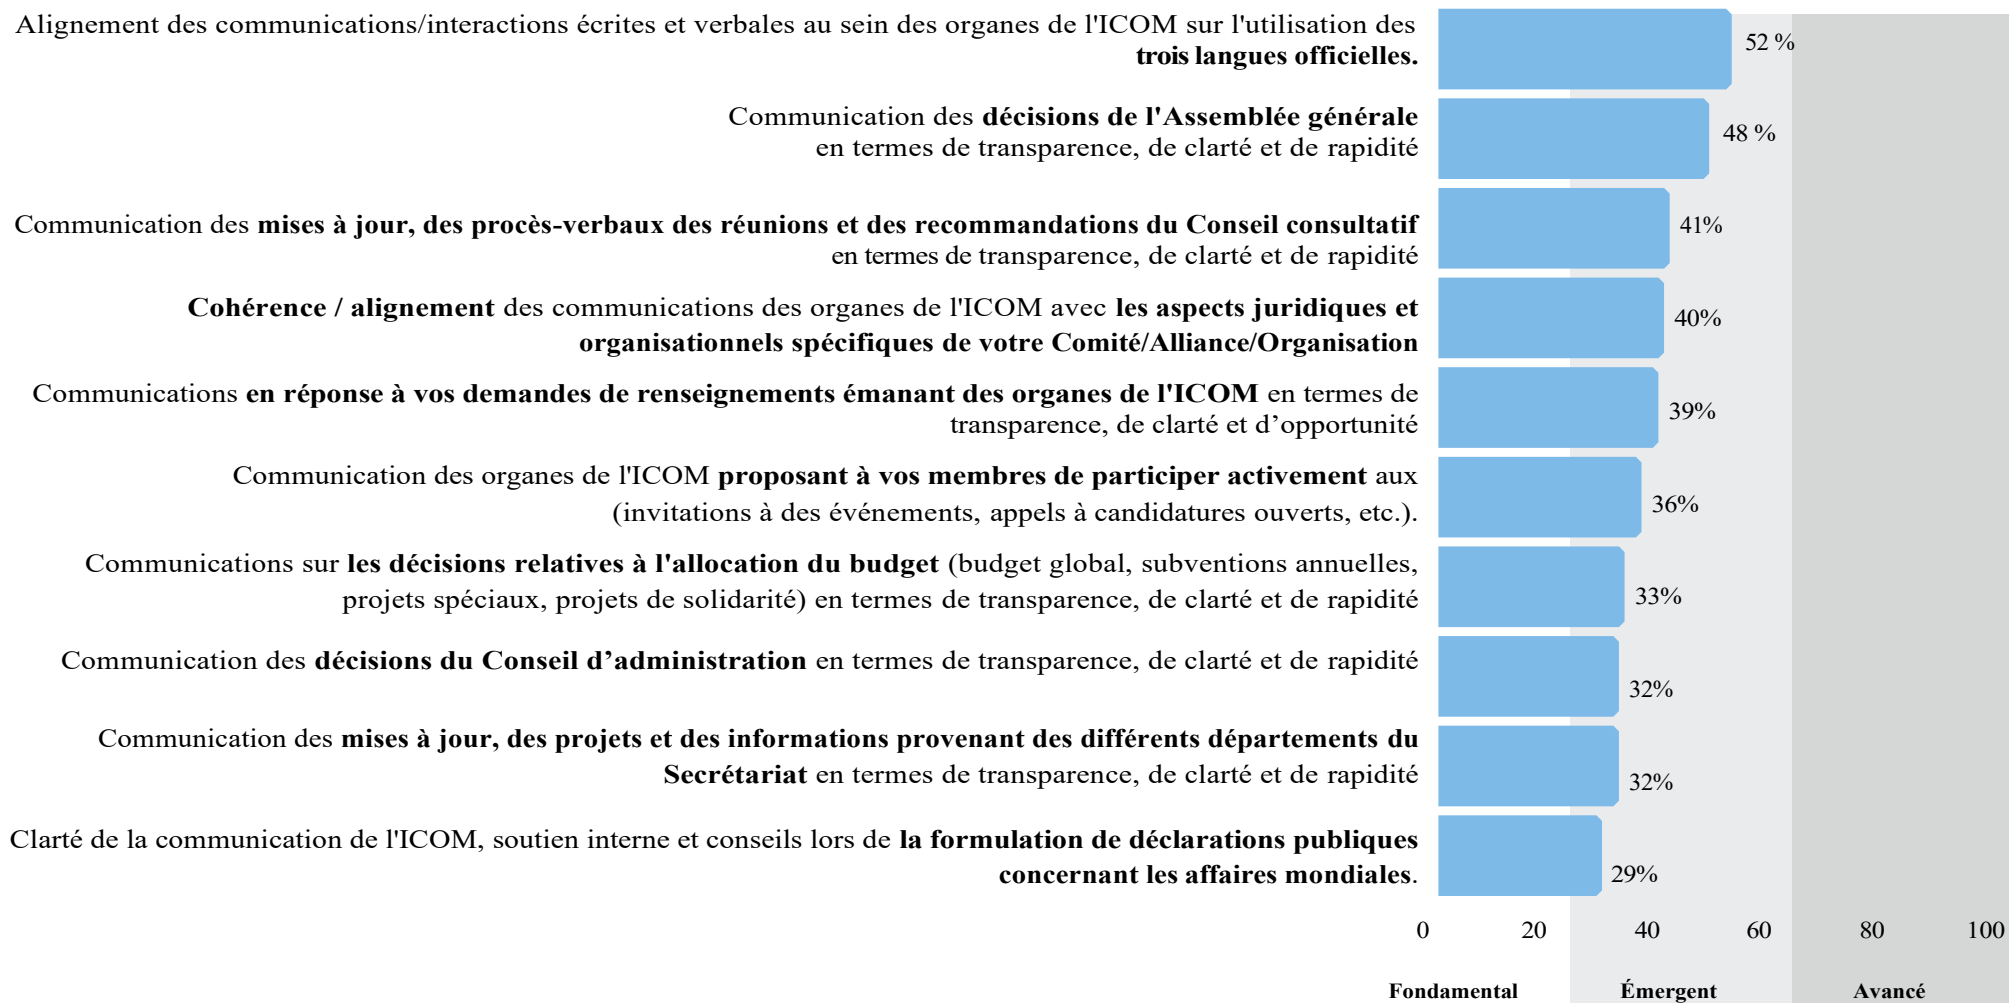 Alignement des communications/interactions écrites et verbales au sein des organes de l'ICOM sur l'utilisation des
trois langues officielles.
52 %
Communication des décisions de l'Assemblée générale
en termes de transparence, de clarté et de rapidité
48 %
Communication des mises à jour, des procès-verbaux des réunions et des recommandations du Conseil consultatif
en termes de transparence, de clarté et de rapidité
41%
Cohérence / alignement des communications des organes de l'ICOM avec les aspects juridiques et
organisationnels spécifiques de votre Comité/Alliance/Organisation
40%
Communications en réponse à vos demandes de renseignements émanant des organes de l'ICOM en termes de
transparence, de clarté et d’opportunité
39%
Communication des organes de l'ICOM proposant à vos membres de participer activement aux
(invitations à des événements, appels à candidatures ouverts, etc.).
36%
Communications sur les décisions relatives à l'allocation du budget (budget global, subventions annuelles,
projets spéciaux, projets de solidarité) en termes de transparence, de clarté et de rapidité
33%
Communication des décisions du Conseil d’administration en termes de transparence, de clarté et de rapidité
32%
Communication des mises à jour, des projets et des informations provenant des différents départements du
Secrétariat en termes de transparence, de clarté et de rapidité
32%
Clarté de la communication de l'ICOM, soutien interne et conseils lors de la formulation de déclarations publiques
concernant les affaires mondiales.
29%
0 20 40 60 80 100
Fondamental Émergent Avancé